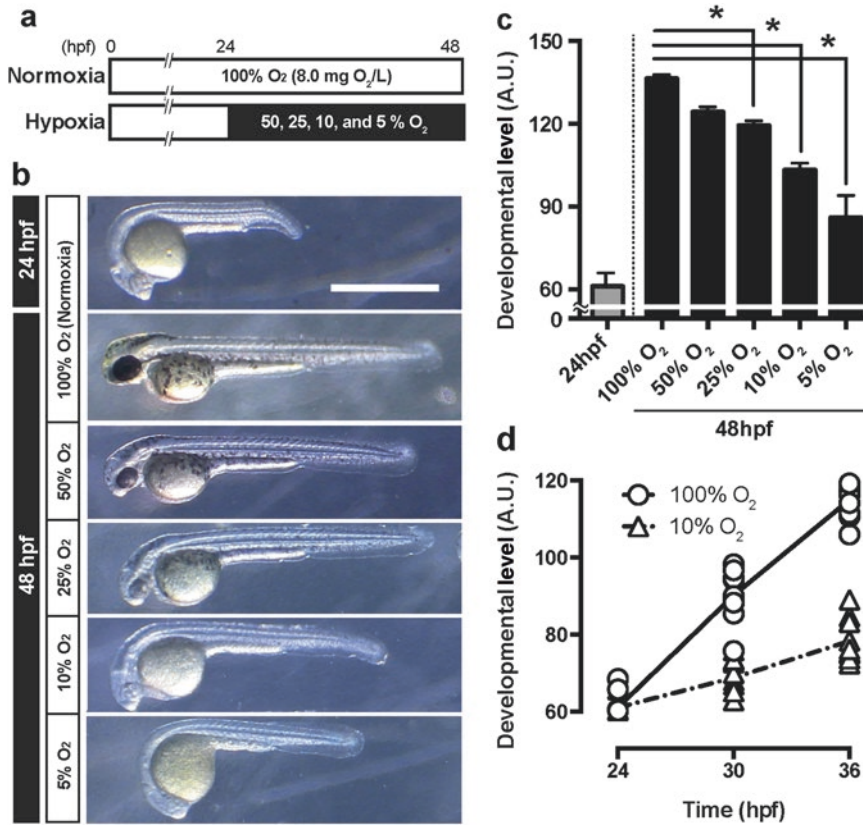 a
(hpf) 0 24 48
Normoxia 100% O₂ (8.0 mg O₂/L)
Hypoxia 50, 25, 10, and 5 % O₂
b
24 hpf
48 hpf
100% O₂ (Normoxia)
50% O₂
25% O₂
10% O₂
5% O₂
c
Developmental level (A.U.)
150
120
90
60
0
* * *
24hpf
100% O₂
50% O₂
25% O₂
10% O₂
5% O₂
48hpf
d
Developmental level (A.U.)
120
100
80
60
100% O₂
10% O₂
24 30 36
Time (hpf)